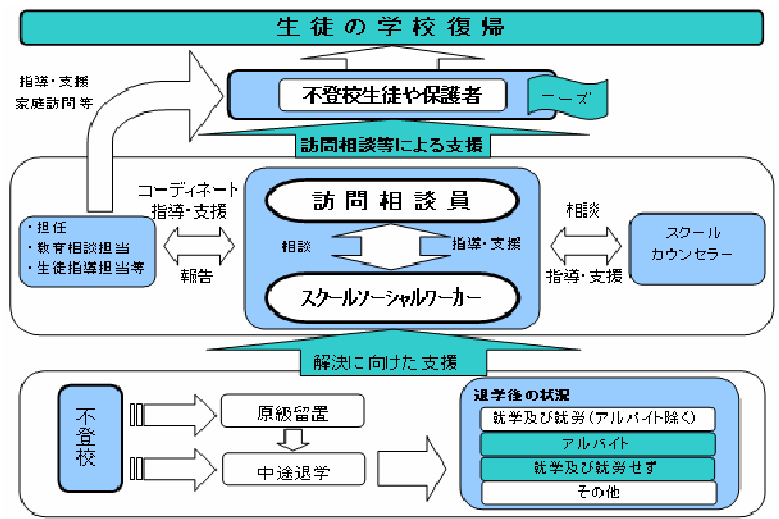 生徒の学校復帰
指導・支援
家庭訪問等
不登校生徒や保護者
ニーズ
訪問相談等による支援
コーディネート
指導・支援
訪問相談員
相談
・担任
・教育相談担当
・生徒指導担当等
相談
指導・支援
スクール
カウンセラー
報告
指導・支援
スクールソーシャルワーカー
解決に向けた支援
不登校
原級留置
中途退学
退学後の状況
就学及び就労(アルバイト除く)
アルバイト
就学及び就労せず
その他